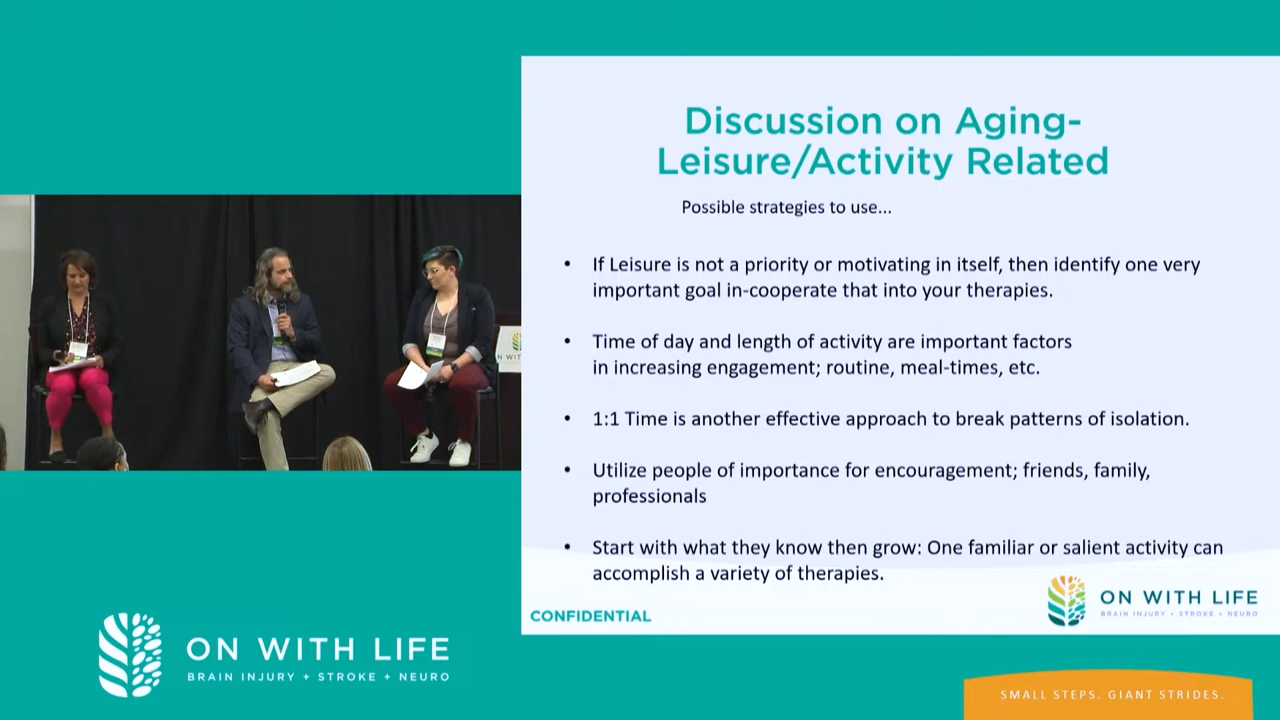 Discussion on Aging-
Leisure/Activity Related
Possible strategies to use...
• If Leisure is not a priority or motivating in itself, then identify one very
important goal in-cooperate that into your therapies.
• Time of day and length of activity are important factors
in increasing engagement; routine, meal-times, etc.
• 1:1 Time is another effective approach to break patterns of isolation.
• Utilize people of importance for encouragement; friends, family,
professionals
• Start with what they know then grow: One familiar or salient activity can
accomplish a variety of therapies.
CONFIDENTIAL
ON WITH LIFE
BRAIN INJURY • STROKE • NEURO
ON WITH LIFE
BRAIN INJURY + STROKE + NEURO
SMALL STEPS. GIANT STRIDES.